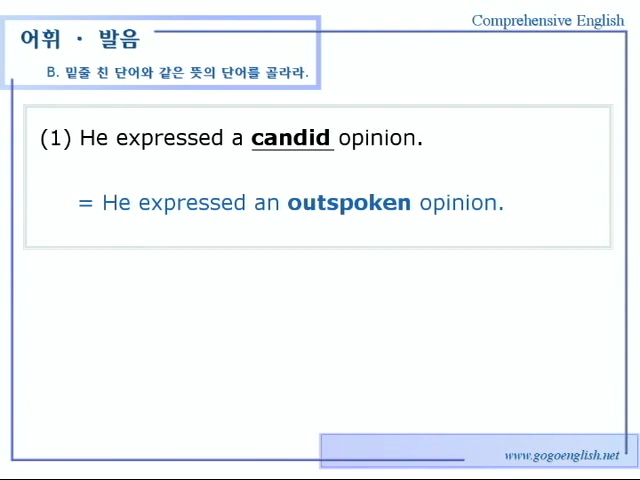 Comprehensive English
어휘 · 발음
B. 밑줄 친 단어와 같은 뜻의 단어를 골라라.
(1) He expressed a candid opinion.
= He expressed an outspoken opinion.
www.gogoenglish.net